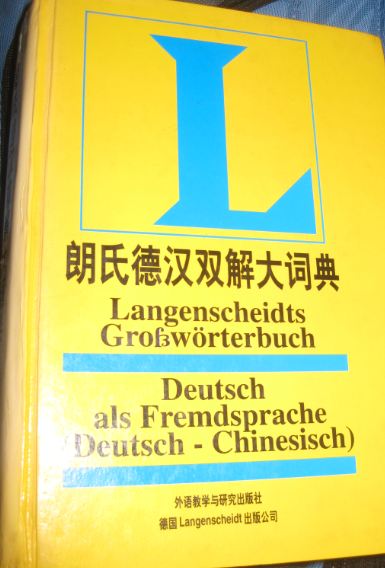 L
朗氏德汉双解大词典
Langenscheidts
Großwörterbuch
Deutsch
als Fremdsprache
(Deutsch - Chinesisch)
外语教学与研究出版社
德国 Langenscheidt 出版公司